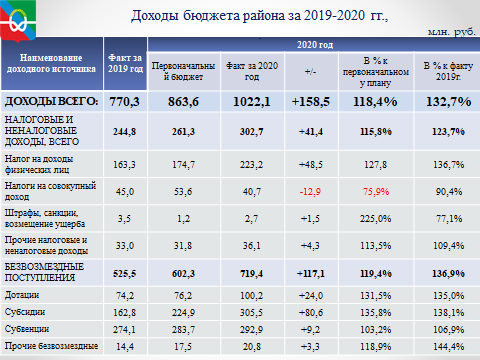 Доходы бюджета района за 2019-2020 гг.,
млн. руб.
Наименование доходного источника | Факт за 2019 год | 2020 год
Первоначальны й бюджет | Факт за 2020 год | +/- | В % к первоначальном у плану | В % к факту 2019г.
ДОХОДЫ ВСЕГО: 770,3 863,6 1022,1 +158,5 118,4% 132,7%
НАЛОГОВЫЕ И НЕНАЛОГОВЫЕ ДОХОДЫ, ВСЕГО 244,8 261,3 302,7 +41,4 115,8% 123,7%
Налог на доходы физических лиц 163,3 174,7 223,2 +48,5 127,8 136,7%
Налоги на совокупный доход 45,0 53,6 40,7 -12,9 75,9% 90,4%
Штрафы, санкции, возмещение ущерба 3,5 1,2 2,7 +1,5 225,0% 77,1%
Прочие налоговые и неналоговые доходы 33,0 31,8 36,1 +4,3 113,5% 109,4%
БЕЗВОЗМЕЗДНЫЕ ПОСТУПЛЕНИЯ 525,5 602,3 719,4 +117,1 119,4% 136,9%
Дотации 74,2 76,2 100,2 +24,0 131,5% 135,0%
Субсидии 162,8 224,9 305,5 +80,6 135,8% 138,1%
Субвенции 274,1 283,7 292,9 +9,2 103,2% 106,9%
Прочие безвозмездные 14,4 17,5 20,8 +3,3 118,9% 144,4%